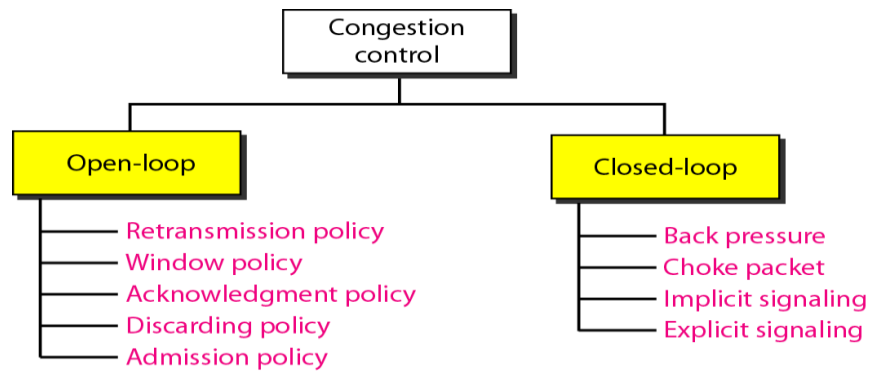 Congestion
control
Open-loop
Closed-loop
Retransmission policy
Window policy
Acknowledgment policy
Discarding policy
Admission policy
Back pressure
Choke packet
Implicit signaling
Explicit signaling